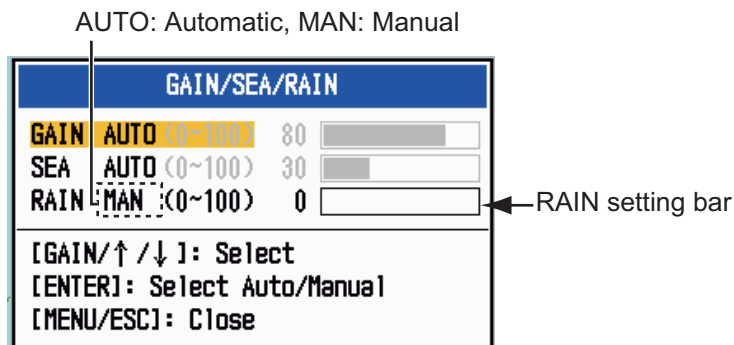 AUTO: Automatic, MAN: Manual
GAIN/SEA/RAIN
GAIN AUTO (0~100) 80
SEA AUTO (0~100) 30
RAIN MAN (0~100) 0
RAIN setting bar
[GAIN/↑/↓]: Select
[ENTER]: Select Auto/Manual
[MENU/ESC]: Close